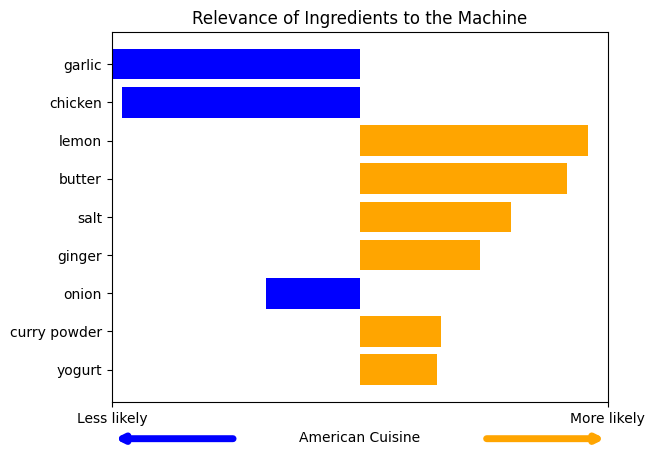 Relevance of Ingredients to the Machine
garlic
chicken
lemon
butter
salt
ginger
onion
curry powder
yogurt
Less likely
More likely
American Cuisine